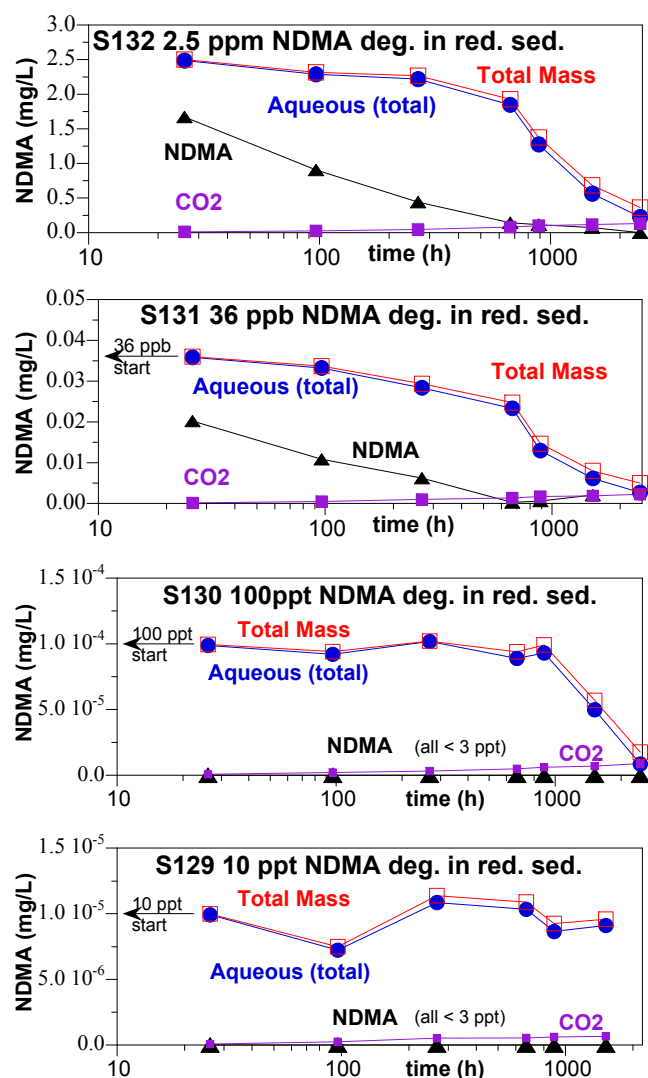 S132 2.5 ppm NDMA deg. in red. sed.
NDMA (mg/L)
3.0
2.5
2.0
1.5
1.0
0.5
0.0
Total Mass
Aqueous (total)
NDMA
CO2
10
100
1000
time (h)
S131 36 ppb NDMA deg. in red. sed.
NDMA (mg/L)
0.05
0.04
0.03
0.02
0.01
0.00
36 ppb
start
Aqueous (total)
Total Mass
NDMA
CO2
10
100
1000
time (h)
S130 100ppt NDMA deg. in red. sed.
NDMA (mg/L)
1.5 10-4
1.0 10-4
5.0 10-5
0.0
100 ppt
start
Total Mass
Aqueous (total)
NDMA (all < 3 ppt)
CO2
10
100
1000
time (h)
S129 10 ppt NDMA deg. in red. sed.
NDMA (mg/L)
1.5 10-5
1.0 10-5
5.0 10-6
0.0
10 ppt
start
Total Mass
Aqueous (total)
NDMA (all < 3 ppt)
CO2
10
100
1000
time (h)